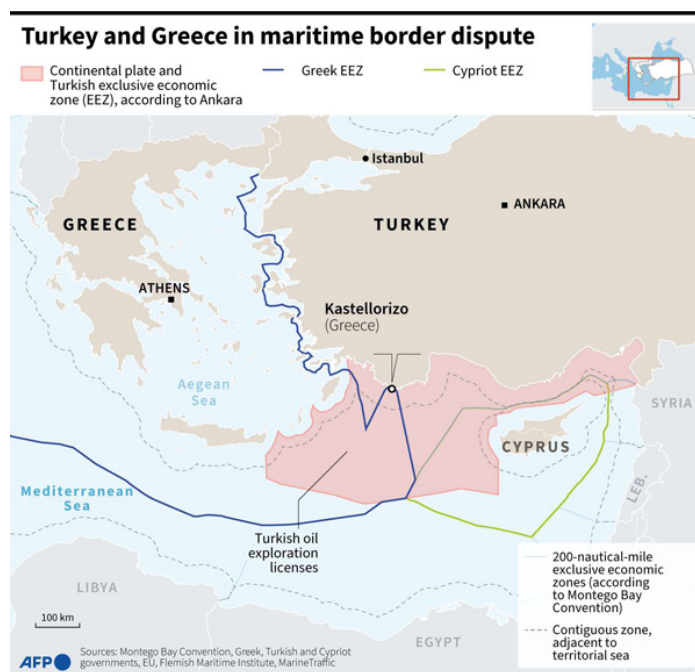 Turkey and Greece in maritime border dispute
Continental plate and
Turkish exclusive economic
zone (EEZ), according to Ankara
Greek EEZ
Cypriot EEZ
Istanbul
GREECE
TURKEY
ANKARA
ATHENS
Kastellorizo
(Greece)
Aegean
Sea
SYRIA
CYPRUS
LEB.
Mediterranean
Sea
Turkish oil
exploration
licenses
LIBYA
EGYPT
100 km
200-nautical-mile
exclusive economic
zones (according
to Montego Bay
Convention)
Contiguous zone,
adjacent to
territorial sea
AFP
Sources: Montego Bay Convention, Greek, Turkish and Cypriot
governments, EU, Flemish Maritime Institute, MarineTraffic